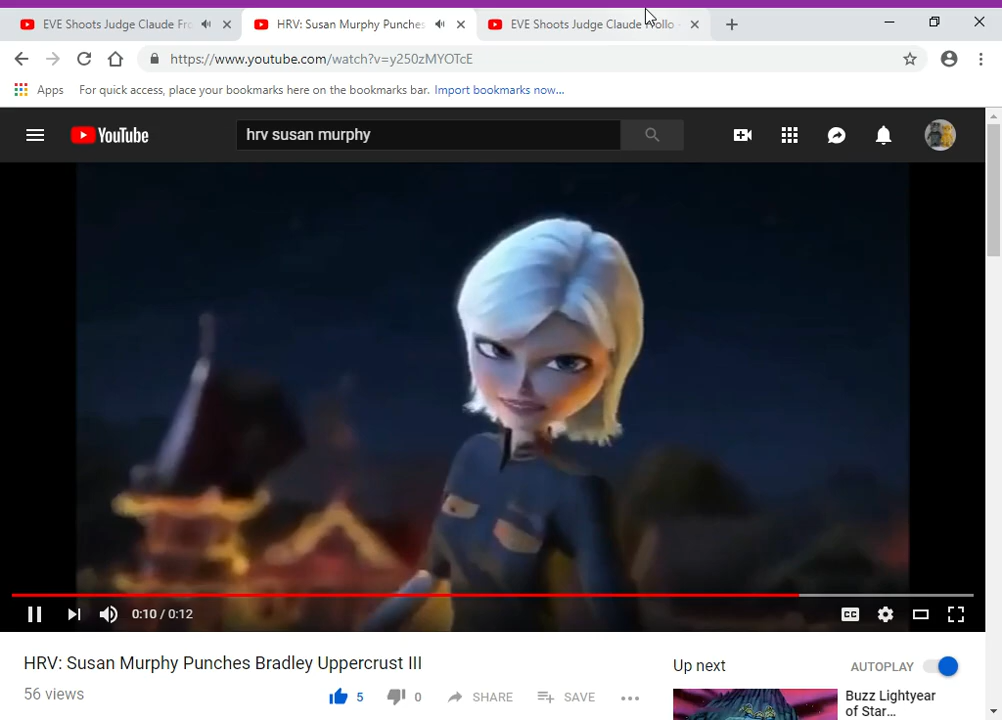 EVE Shoots Judge Claude Fro
HRV: Susan Murphy Punches
EVE Shoots Judge Claude Frollo -
https://www.youtube.com/watch?v=y250zMYOTcE
Apps
For quick access, place your bookmarks here on the bookmarks bar. Import bookmarks now...
YouTube
hrv susan murphy
0:10 / 0:12
CC
HRV: Susan Murphy Punches Bradley Uppercrust III
56 views
5
0
SHARE
SAVE
Up next
AUTOPLAY
Buzz Lightyear
of Star...